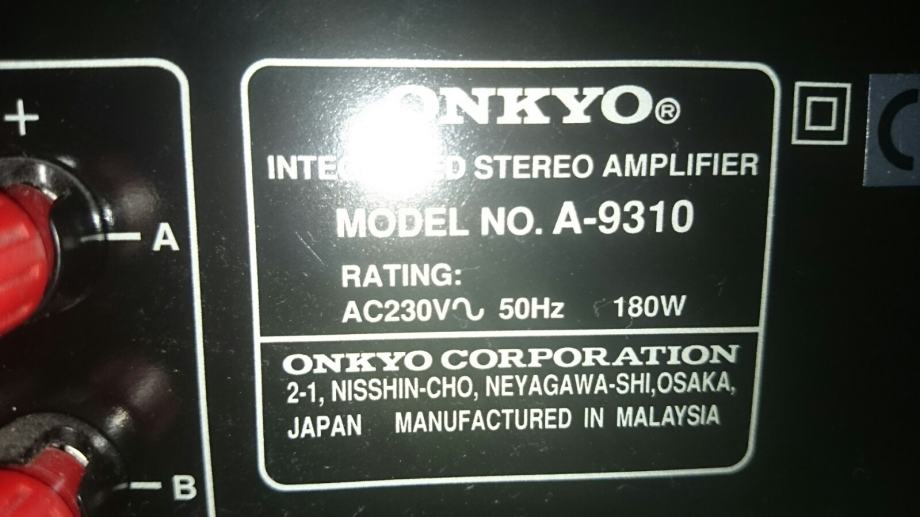 +
A
B
ONKYO®
INTEGRATED STEREO AMPLIFIER
MODEL NO. A-9310
RATING:
AC230V∿ 50Hz 180W
ONKYO CORPORATION
2-1, NISSHIN-CHO, NEYAGAWA-SHI,OSAKA,
JAPAN MANUFACTURED IN MALAYSIA